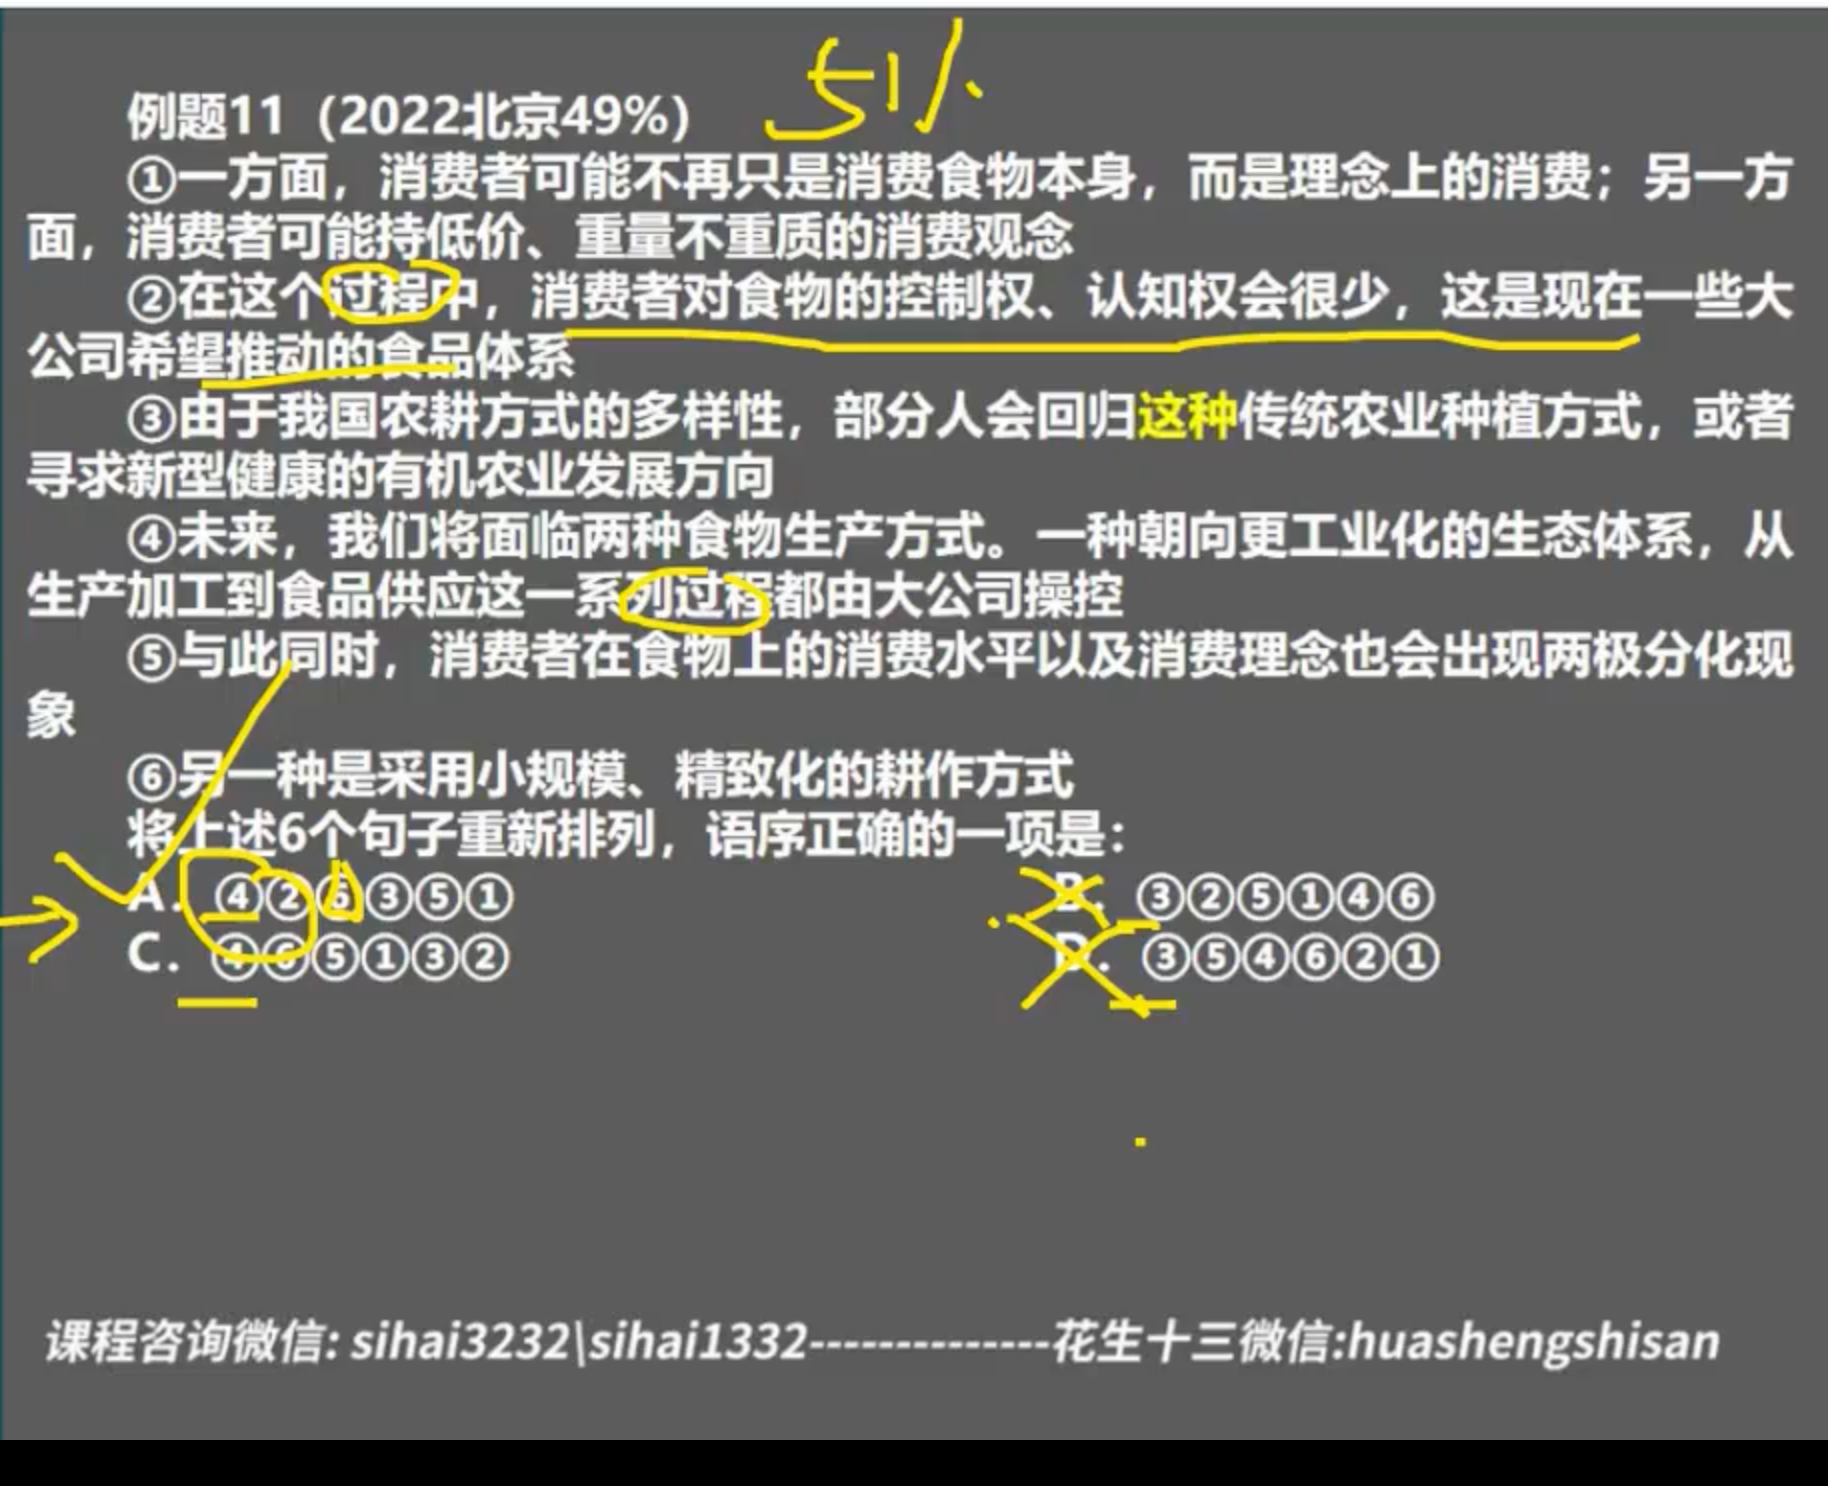 51%
例题11（2022北京49%）
①一方面，消费者可能不再只是消费食物本身，而是理念上的消费；另一方
面，消费者可能持低价、重量不重质的消费观念
②在这个过程中，消费者对食物的控制权、认知权会很少，这是现在一些大
公司希望推动的食品体系
③由于我国农耕方式的多样性，部分人会回归这种传统农业种植方式，或者
寻求新型健康的有机农业发展方向
④未来，我们将面临两种食物生产方式。一种朝向更工业化的生态体系，从
生产加工到食品供应这一系列过程都由大公司操控
⑤与此同时，消费者在食物上的消费水平以及消费理念也会出现两极分化现
象
⑥另一种是采用小规模、精致化的耕作方式
将上述6个句子重新排列，语序正确的一项是：
A. ④②⑥③⑤① B. ③②⑤①④⑥
C. ④⑥⑤①③② D. ③⑤④⑥②①
课程咨询微信: sihai3232\sihai1332--------------花生十三微信:huashengshisan